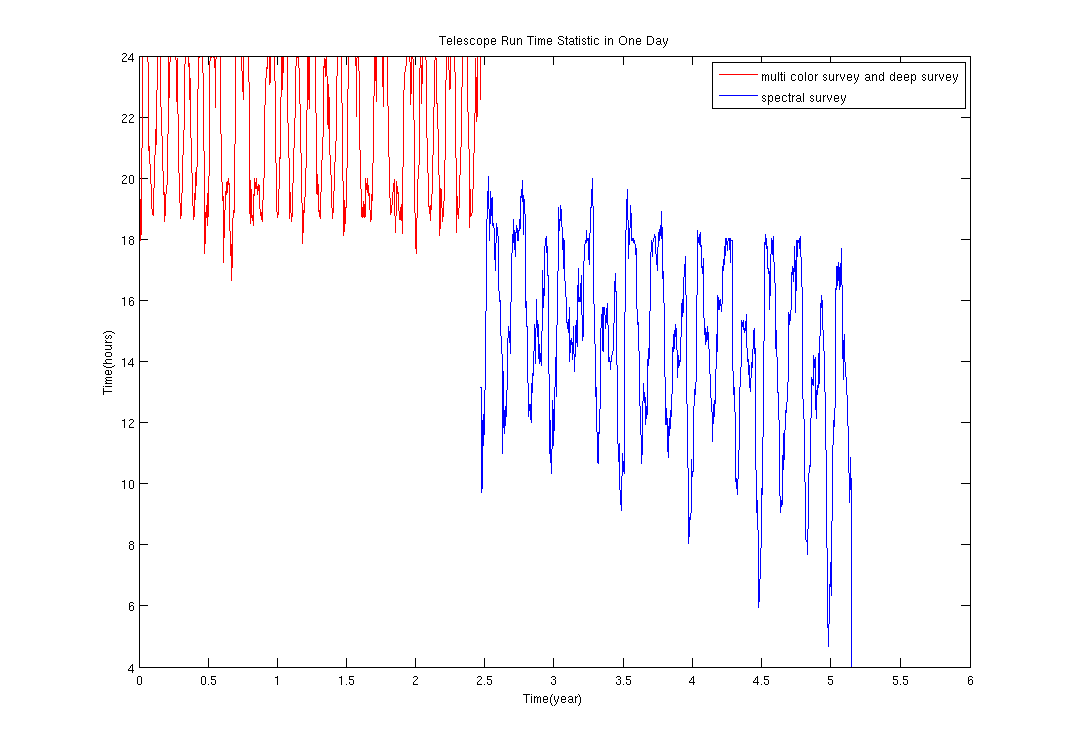 Telescope Run Time Statistic in One Day
multi color survey and deep survey
spectral survey
24
22
20
18
16
14
12
10
8
6
4
Time(hours)
0 0.5 1 1.5 2 2.5 3 3.5 4 4.5 5 5.5 6
Time(year)